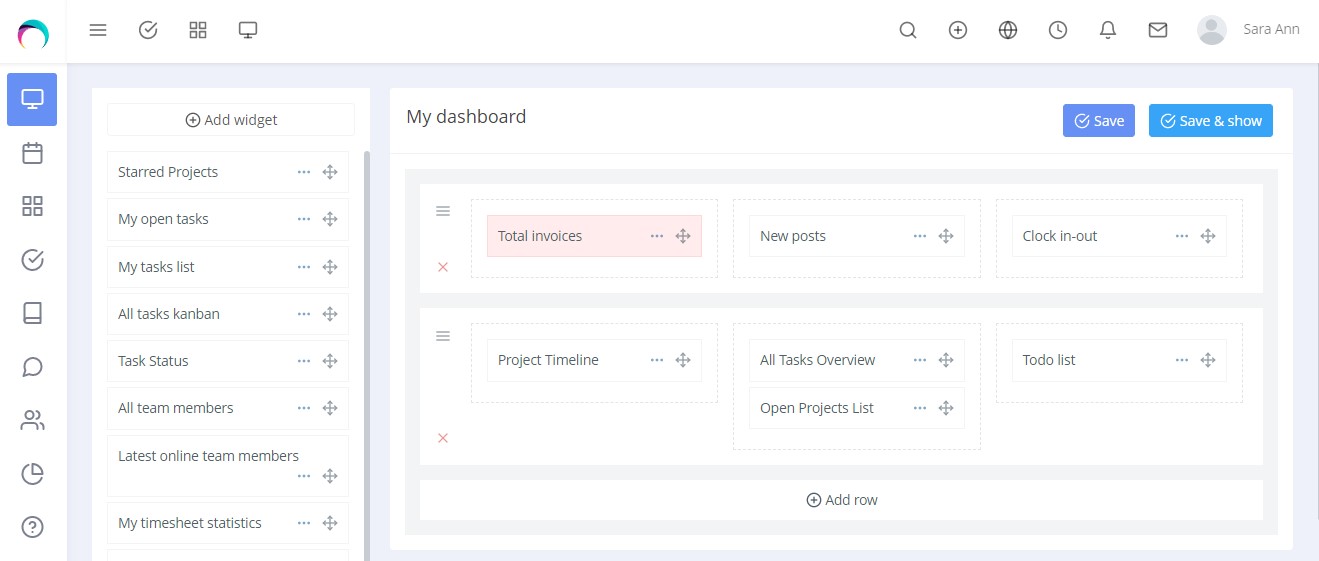 Sara Ann
Add widget
Starred Projects
My open tasks
My tasks list
All tasks kanban
Task Status
All team members
Latest online team members
My timesheet statistics
My dashboard
Save
Save & show
Total invoices
New posts
Clock in-out
Project Timeline
All Tasks Overview
Todo list
Open Projects List
Add row